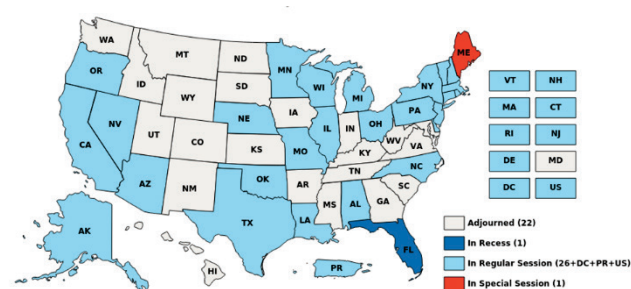 WA
MT
ND
MN
ME
OR
ID
SD
WI
MI
NY
WY
VT NH
NV
NE
IA
PA
MA CT
CA
UT
CO
IL
IN
OH
WV
VA
RI NJ
KS
MO
KY
DE MD
AZ
NM
OK
AR
TN
NC
SC
DC US
TX
LA
MS
AL
GA
AK
HI
PR
FL
Adjourned (22)
In Recess (1)
In Regular Session (26+DC+PR+US)
In Special Session (1)